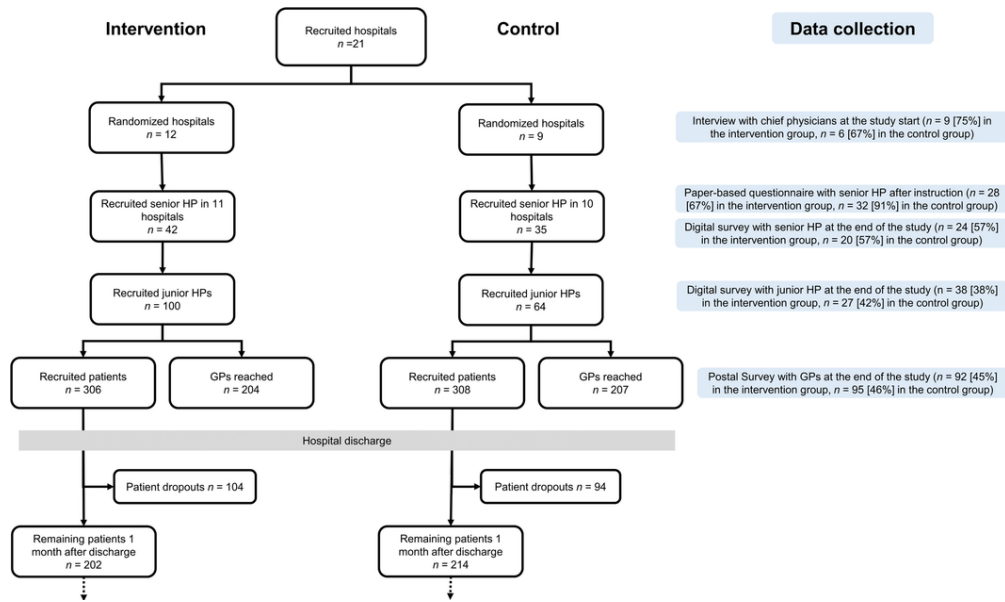 Intervention
Recruited hospitals
n =21
Control
Data collection
Randomized hospitals
n = 12
Randomized hospitals
n = 9
Interview with chief physicians at the study start (n = 9 [75%] in
the intervention group, n = 6 [67%] in the control group)
Recruited senior HP in 11
hospitals
n = 42
Recruited senior HP in 10
hospitals
n = 35
Paper-based questionnaire with senior HP after instruction (n = 28
[67%] in the intervention group, n = 32 [91%] in the control group)
Digital survey with senior HP at the end of the study (n = 24 [57%]
in the intervention group, n = 20 [57%] in the control group)
Recruited junior HPs
n = 100
Recruited junior HPs
n = 64
Digital survey with junior HP at the end of the study (n = 38 [38%]
in the intervention group, n = 27 [42%] in the control group)
Recruited patients
n = 306
GPs reached
n = 204
Recruited patients
n = 308
GPs reached
n = 207
Postal Survey with GPs at the end of the study (n = 92 [45%]
in the intervention group, n = 95 [46%] in the control group)
Hospital discharge
Patient dropouts n = 104
Patient dropouts n = 94
Remaining patients 1
month after discharge
n = 202
Remaining patients 1
month after discharge
n = 214